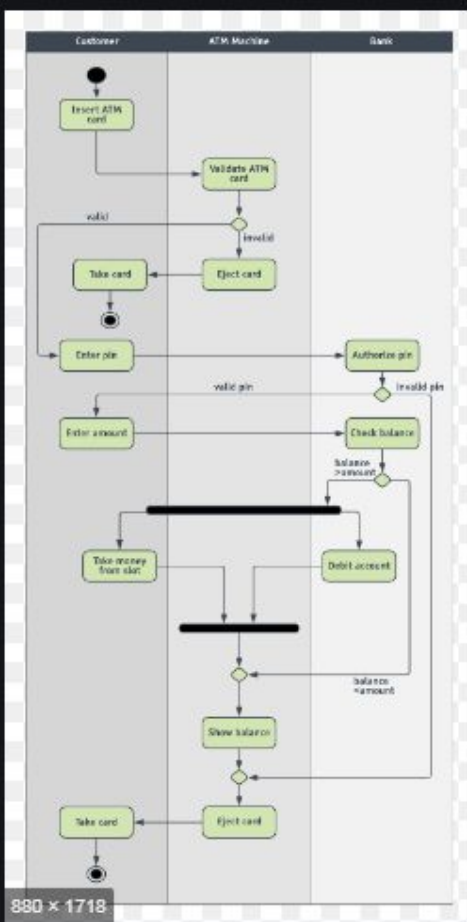 Customer
ATM Machine
Bank
Insert ATM
card
Validate ATM
card
valid
invalid
Take card
Eject card
Enter pin
Authorize pin
valid pin
invalid pin
Enter amount
Check balance
balance
>amount
Take money
from slot
Debit account
balance
<amount
Show balance
Take card
Eject card
880 × 1718